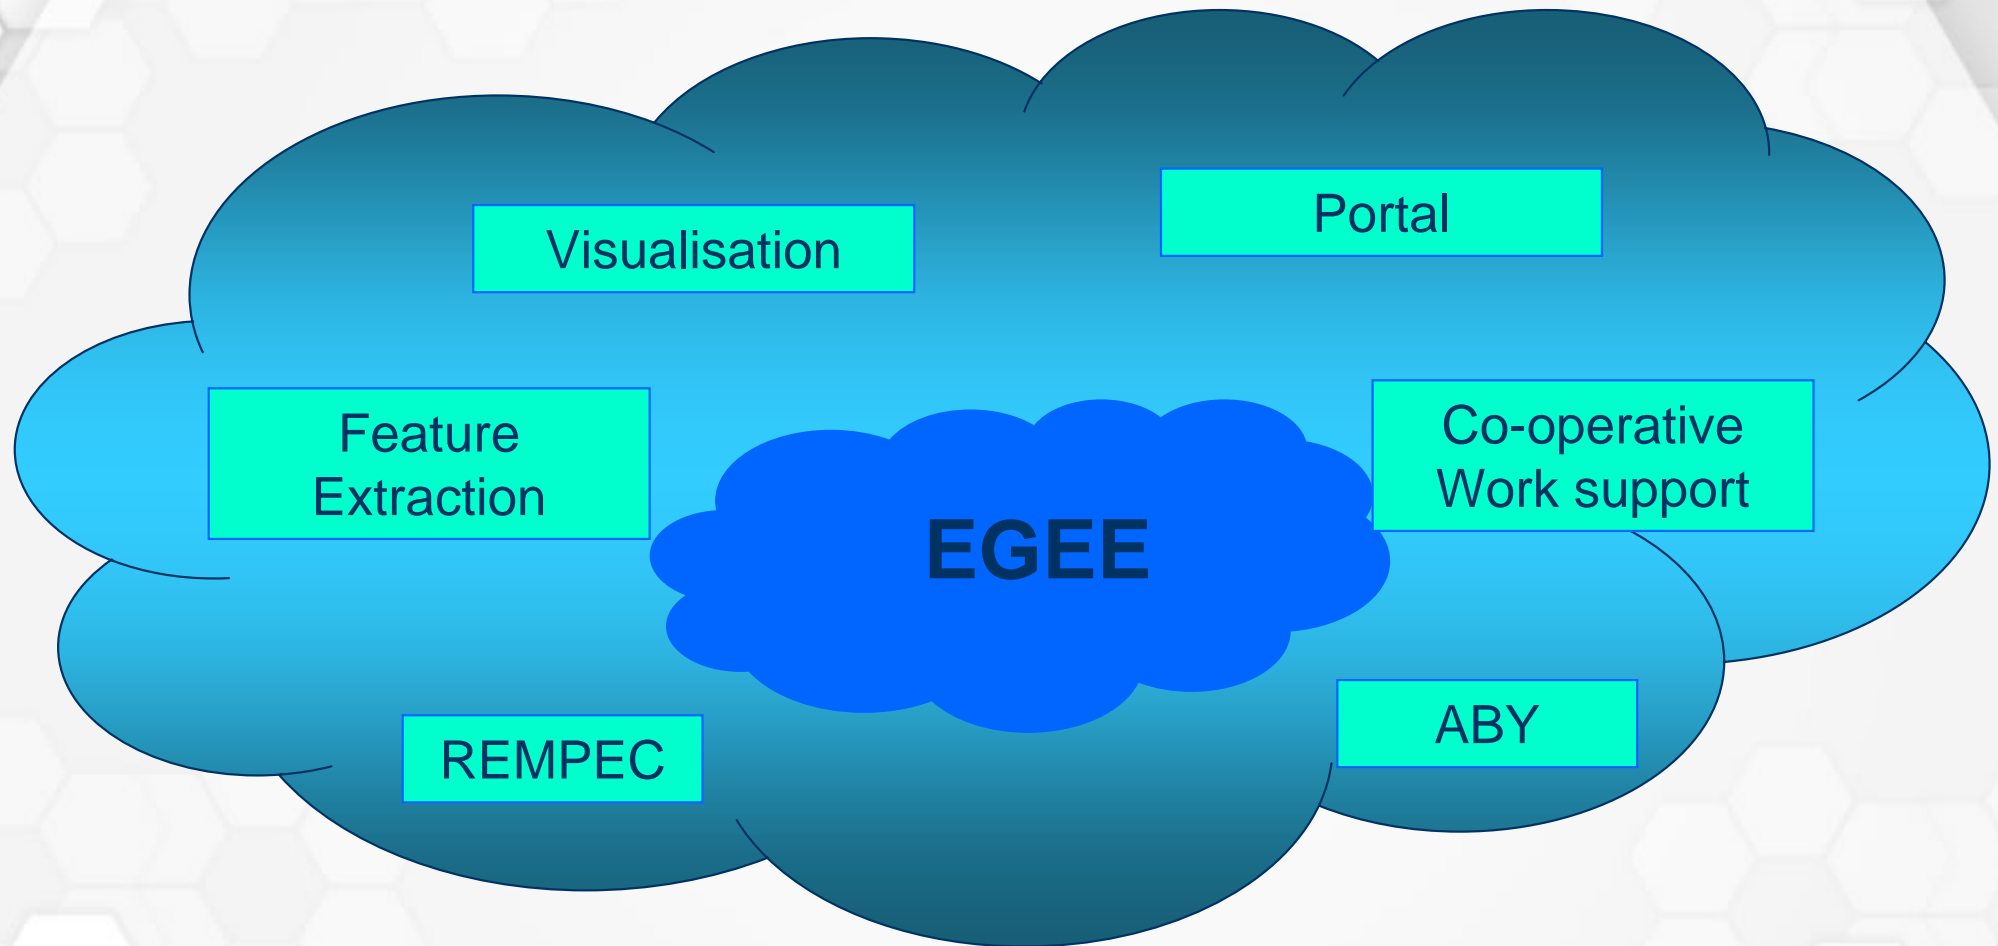 Visualisation
Portal
Feature
Extraction
Co-operative
Work support
EGEE
REMPEC
ABY